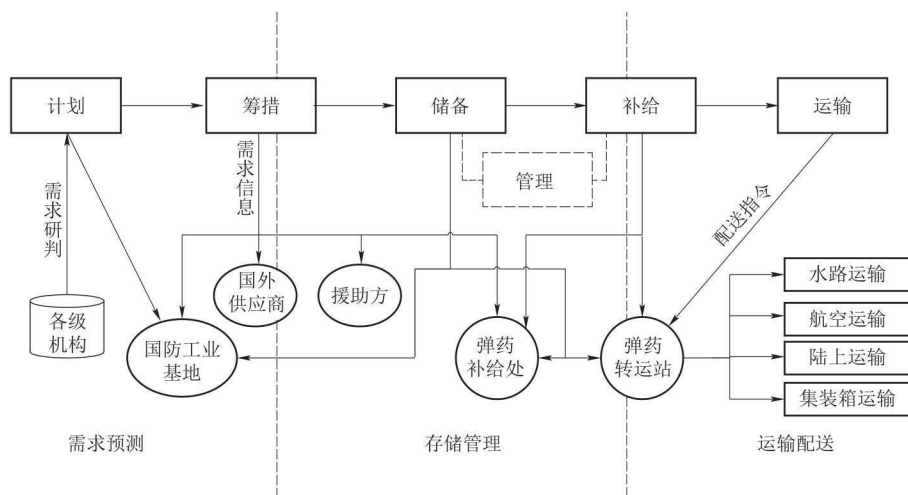 计划
筹措
储备
补给
运输
需求研判
需求信息
管理
配送指令
国外
供应商
援助方
各级
机构
国防工业
基地
弹药
补给处
弹药
转运站
水路运输
航空运输
陆上运输
集装箱运输
需求预测
存储管理
运输配送